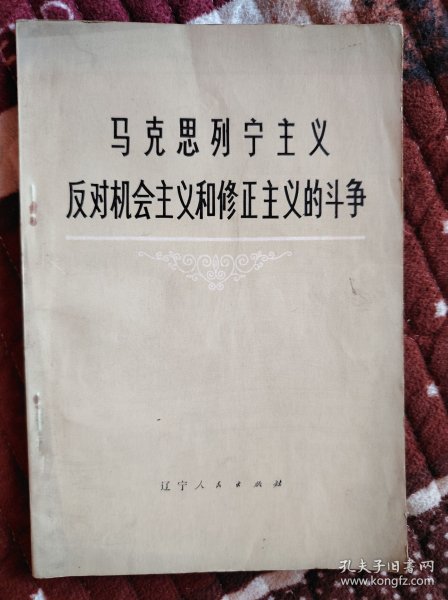 马克思列宁主义
反对机会主义和修正主义的斗争
辽宁人民出版社
孔夫子旧书网
www.kongfz.com